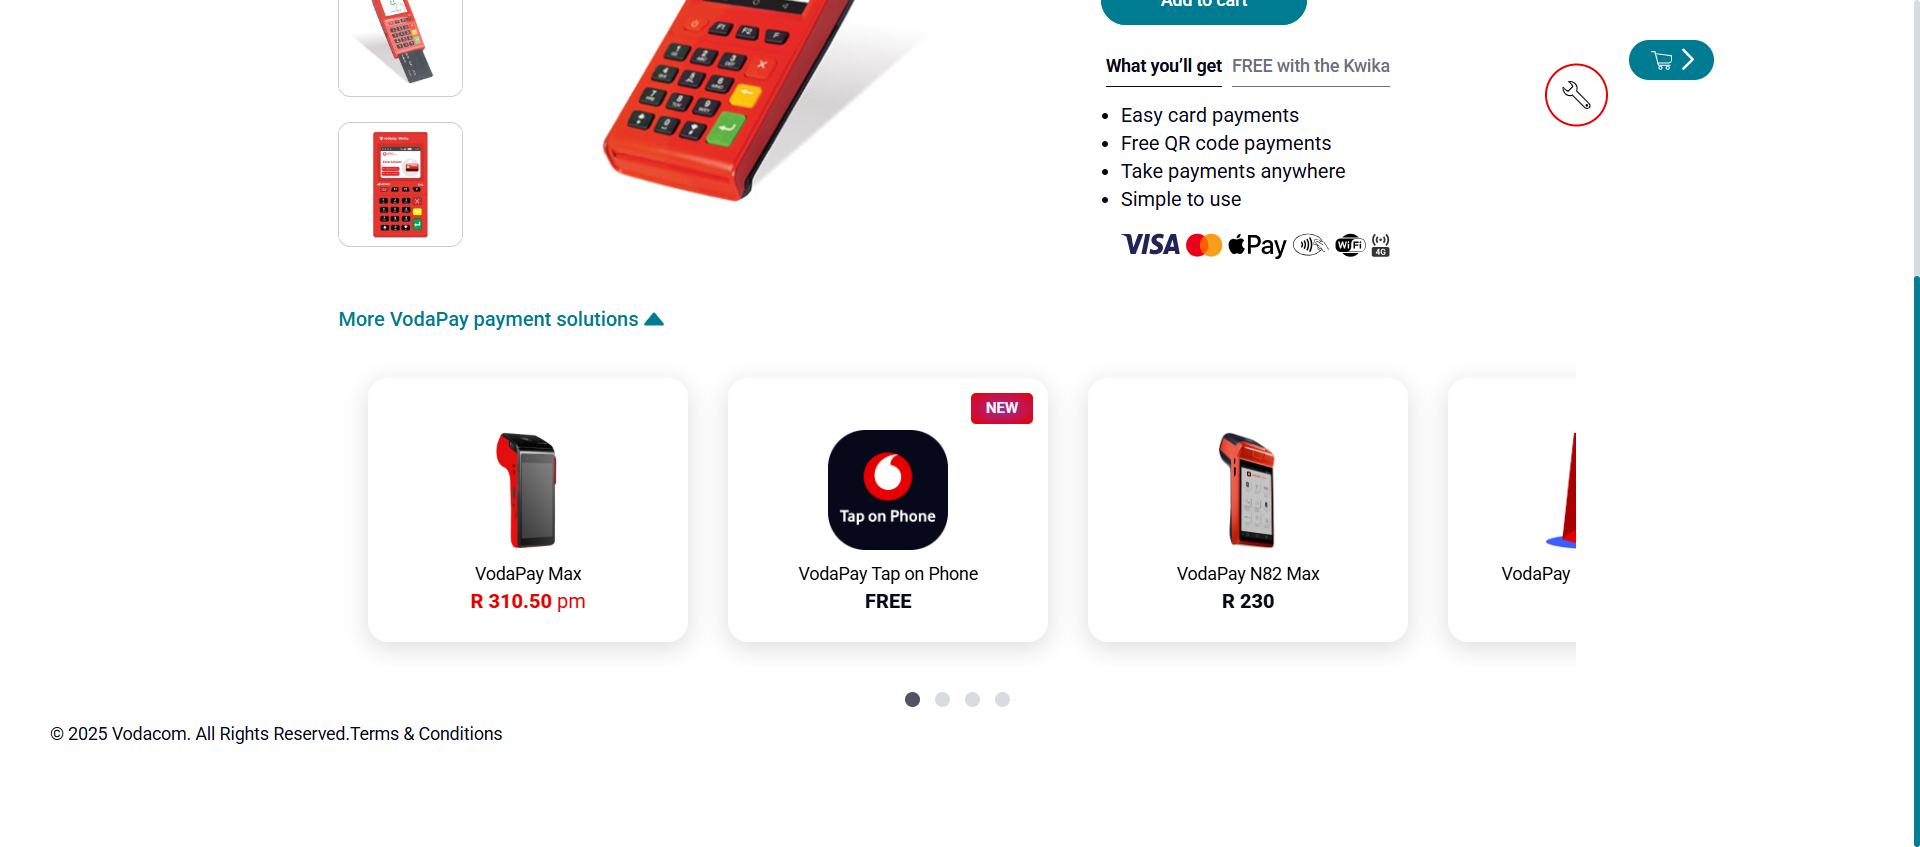 Add to cart
What you’ll get FREE with the Kwika
Easy card payments
Free QR code payments
Take payments anywhere
Simple to use
VISA Pay WiFi 4G
More VodaPay payment solutions
NEW
Tap on Phone
VodaPay Max
R 310.50 pm
VodaPay Tap on Phone
FREE
VodaPay N82 Max
R 230
VodaPay
© 2025 Vodacom. All Rights Reserved.Terms & Conditions